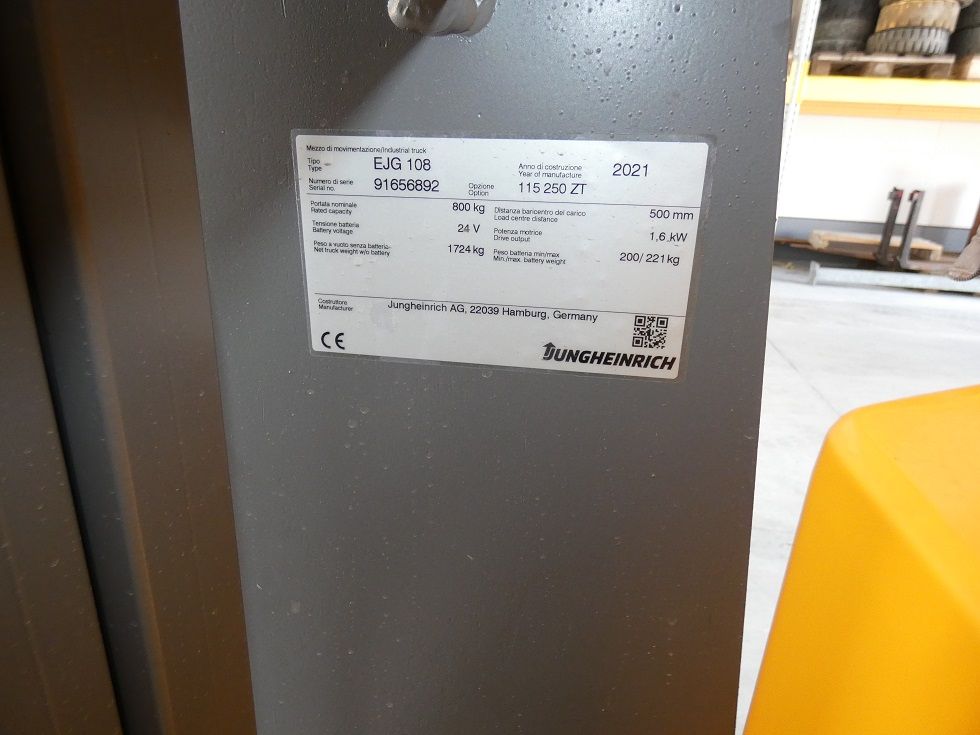 Mezzo di movimentazione/Industrial truck
Tipo
Type
EJG 108
Anno di costruzione
Year of manufacture
2021
Numero di serie
Serial no.
91656892
Opzione
Option
115 250 ZT
Portata nominale
Rated capacity
800 kg
Distanza baricentro del carico
Load centre distance
500 mm
Tensione batteria
Battery voltage
24 V
Potenza motrice
Drive output
1,6 kW
Peso a vuoto senza batteria-
Net truck weight w/o battery
1724 kg
Peso batteria min/max
Min./max. battery weight
200/ 221 kg
Costruttore
Manufacturer
Jungheinrich AG, 22039 Hamburg, Germany
CE
JUNGHEINRICH